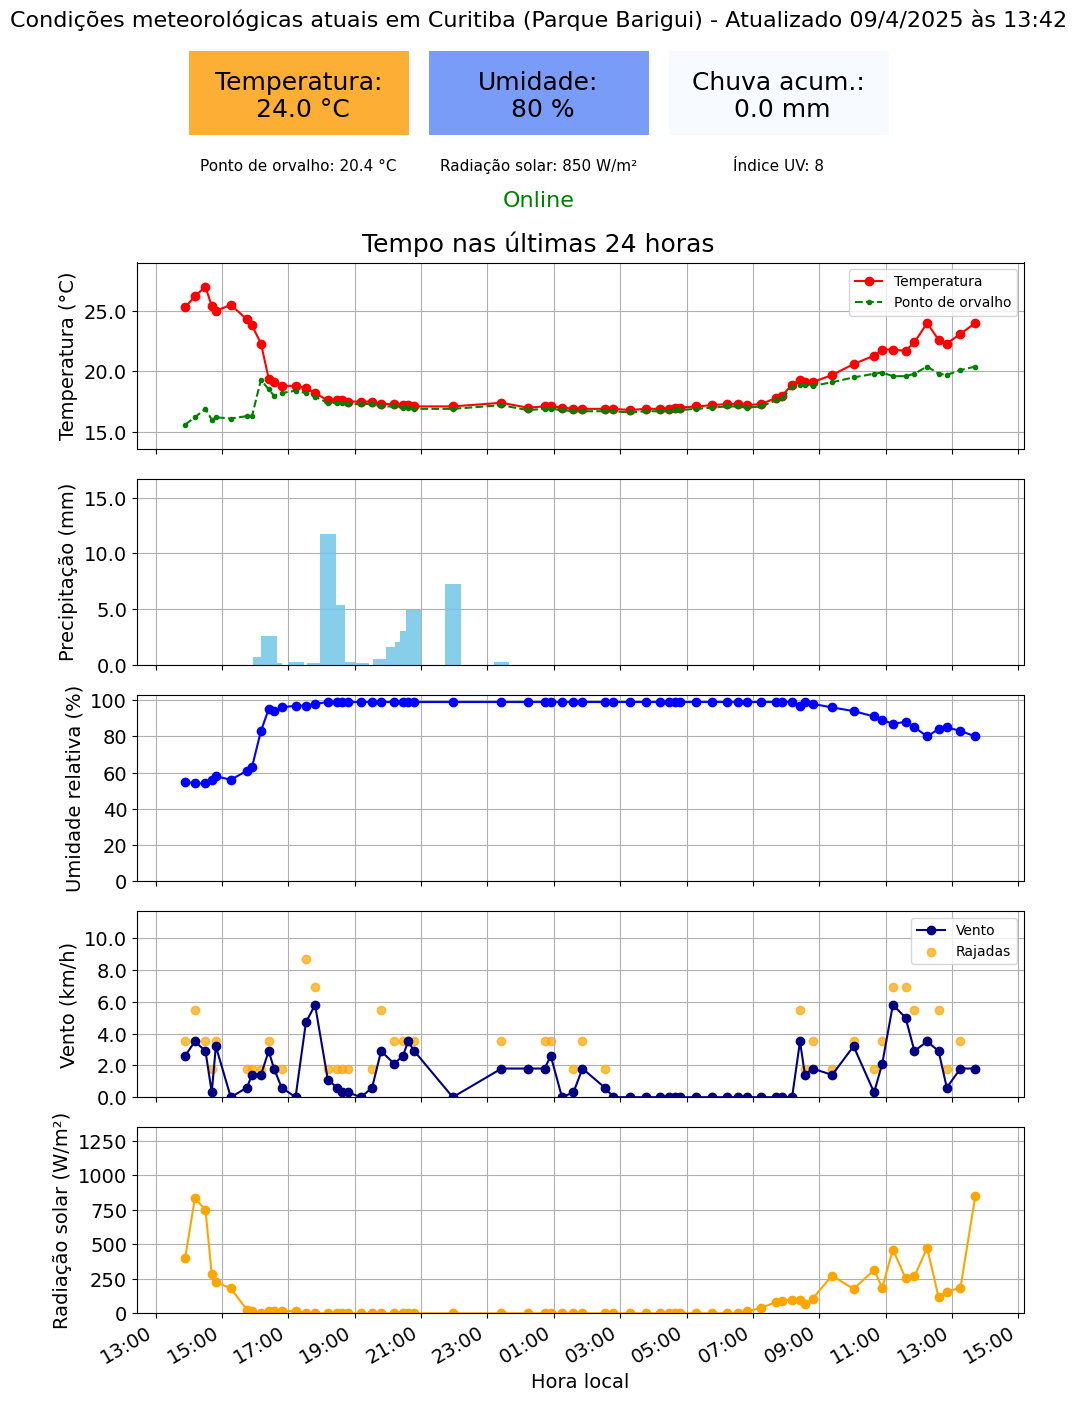 Condições meteorológicas atuais em Curitiba (Parque Barigui) - Atualizado 09/4/2025 às 13:42
Temperatura:
24.0 °C
Umidade:
80 %
Chuva acum.:
0.0 mm
Ponto de orvalho: 20.4 °C
Radiação solar: 850 W/m²
Índice UV: 8
Online
Tempo nas últimas 24 horas
Temperatura (°C)
25.0
20.0
15.0
Temperatura
Ponto de orvalho
Precipitação (mm)
15.0
10.0
5.0
0.0
Umidade relativa (%)
100
80
60
40
20
0
Vento (km/h)
10.0
8.0
6.0
4.0
2.0
0.0
Vento
Rajadas
Radiação solar (W/m²)
1250
1000
750
500
250
0
13:00
15:00
17:00
19:00
21:00
23:00
01:00
03:00
05:00
07:00
09:00
11:00
13:00
15:00
Hora local